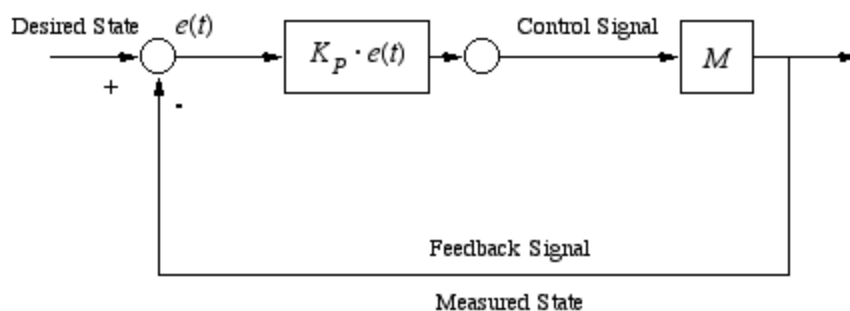 Desired State
e(t)
+
-
K_P · e(t)
Control Signal
M
Feedback Signal
Measured State